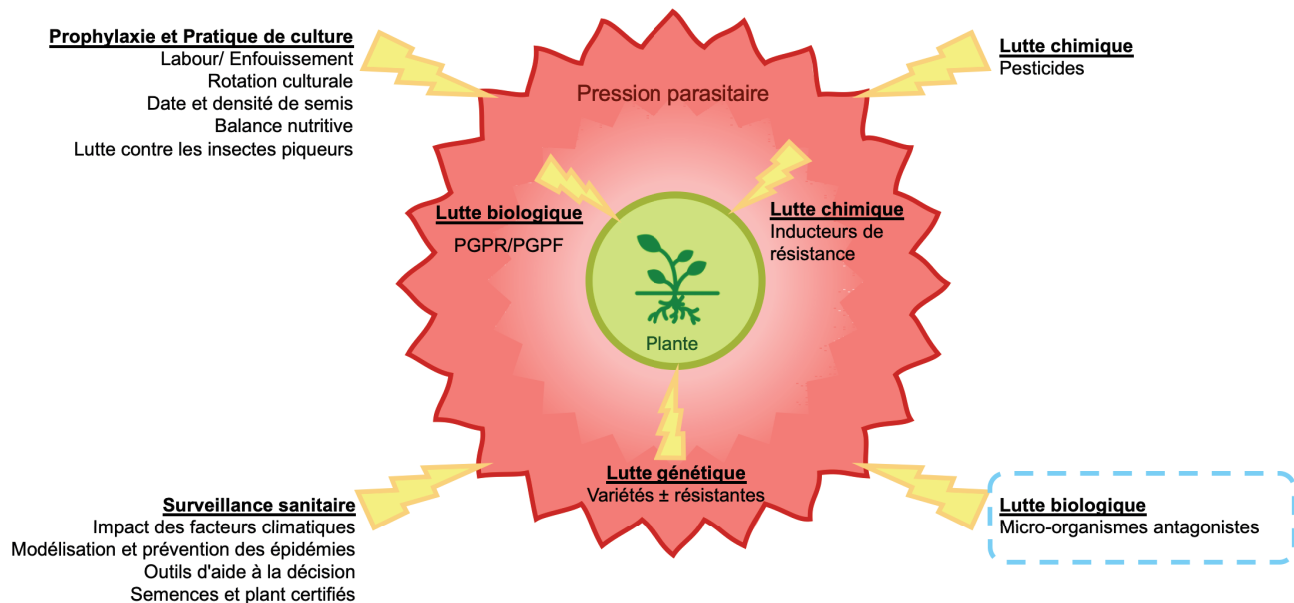 Prophylaxie et Pratique de culture
Labour/ Enfouissement
Rotation culturale
Date et densité de semis
Balance nutritive
Lutte contre les insectes piqueurs
Lutte chimique
Pesticides
Pression parasitaire
Lutte biologique
PGPR/PGPF
Lutte chimique
Inducteurs de
résistance
Plante
Lutte génétique
Variétés ± résistantes
Surveillance sanitaire
Impact des facteurs climatiques
Modélisation et prévention des épidémies
Outils d'aide à la décision
Semences et plant certifiés
Lutte biologique
Micro-organismes antagonistes